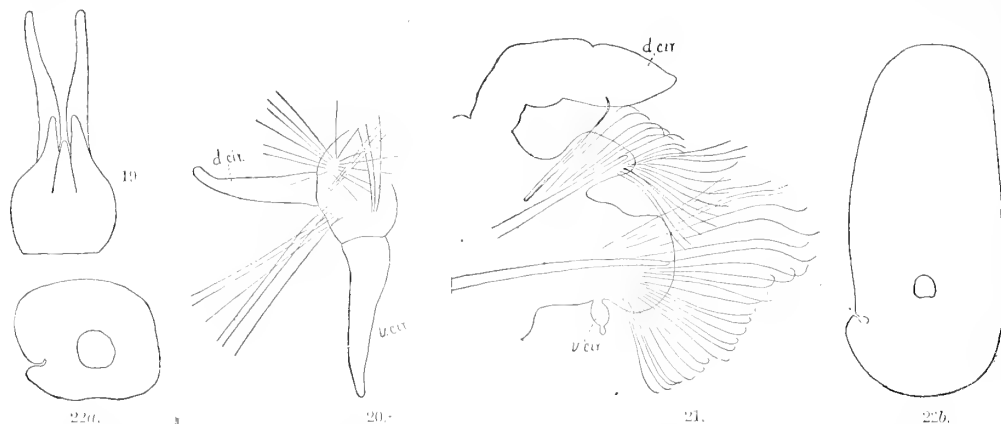 d. cir
19
d. cir.
v. cir
v. cir
22a.
20.
21.
22b.